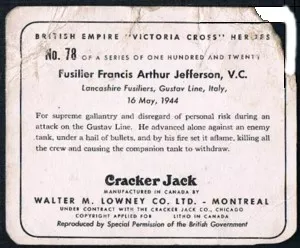 BRITISH EMPIRE "VICTORIA CROSS" HEROES
No. 78 OF A SERIES OF ONE HUNDRED AND TWENTY
Fusilier Francis Arthur Jefferson, V.C.
Lancashire Fusiliers, Gustav Line, Italy,
16 May, 1944
For supreme gallantry and disregard of personal risk during an
attack on the Gustav Line. He advanced alone against an enemy
tank, under a hail of bullets, and by his fire set it aflame, killing all
the crew and causing the companion tank to withdraw.
Cracker Jack
MANUFACTURED IN CANADA BY
WALTER M. LOWNEY CO. LTD. - MONTREAL
UNDER CONTRACT WITH THE CRACKER JACK CO., CHICAGO
COPYRIGHT APPLIED FOR LITHO IN CANADA
Reproduced by Special Permission of the British Government